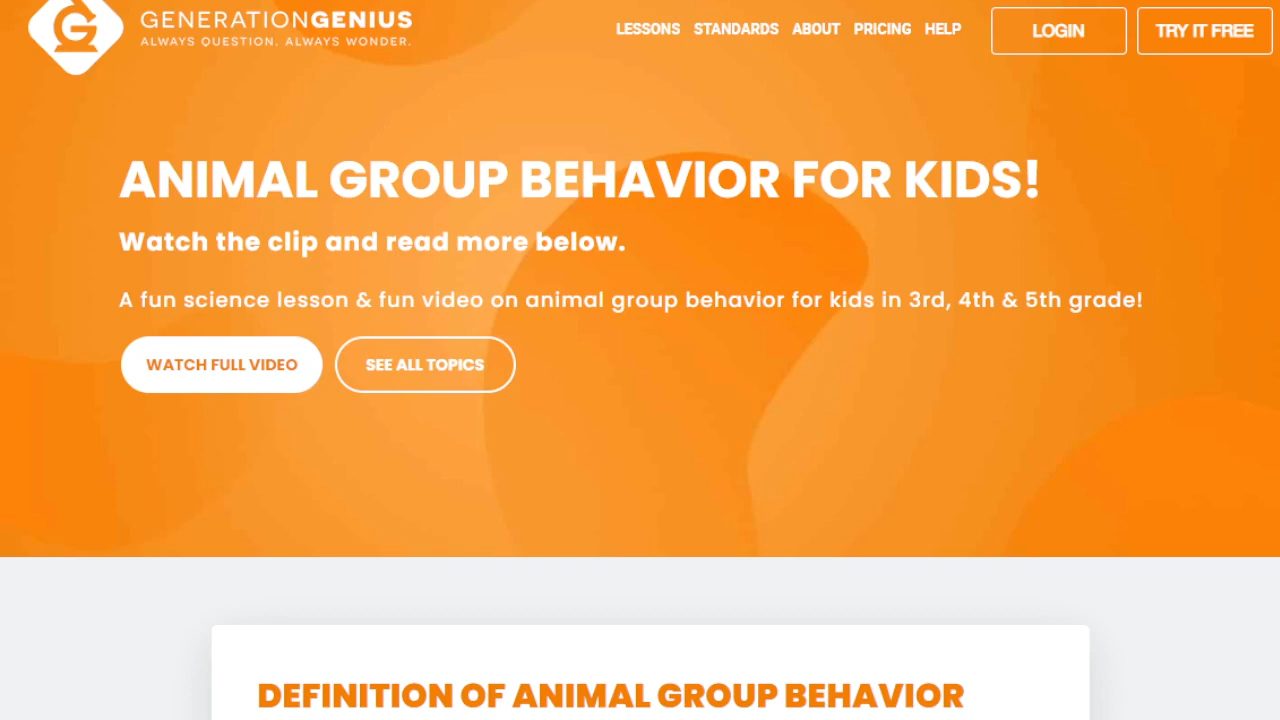 GENERATIONGENIUS
ALWAYS QUESTION. ALWAYS WONDER.
LESSONS STANDARDS ABOUT PRICING HELP LOGIN TRY IT FREE
ANIMAL GROUP BEHAVIOR FOR KIDS!
Watch the clip and read more below.
A fun science lesson & fun video on animal group behavior for kids in 3rd, 4th & 5th grade!
WATCH FULL VIDEO SEE ALL TOPICS
DEFINITION OF ANIMAL GROUP BEHAVIOR